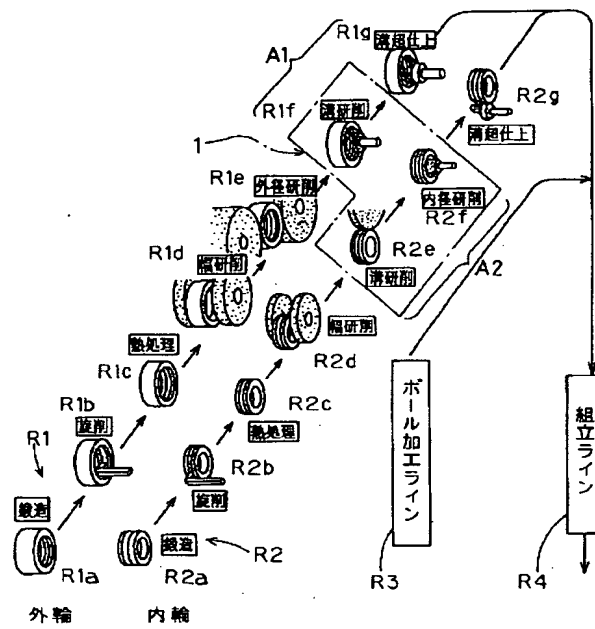 R1g
溝超仕上
A1
R2g
R1f
溝研削
溝超仕上
1
R1e
外径研削
内径研削
R2f
R1d
幅研削
R2e
A2
溝研削
R1c
熱処理
幅研削
R2d
R1b
旋削
R2c
熱処理
R1
R2b
旋削
鍛造
鍛造
R2
R1a
R2a
外輪
内輪
ボール加工ライン
R3
組立ライン
R4